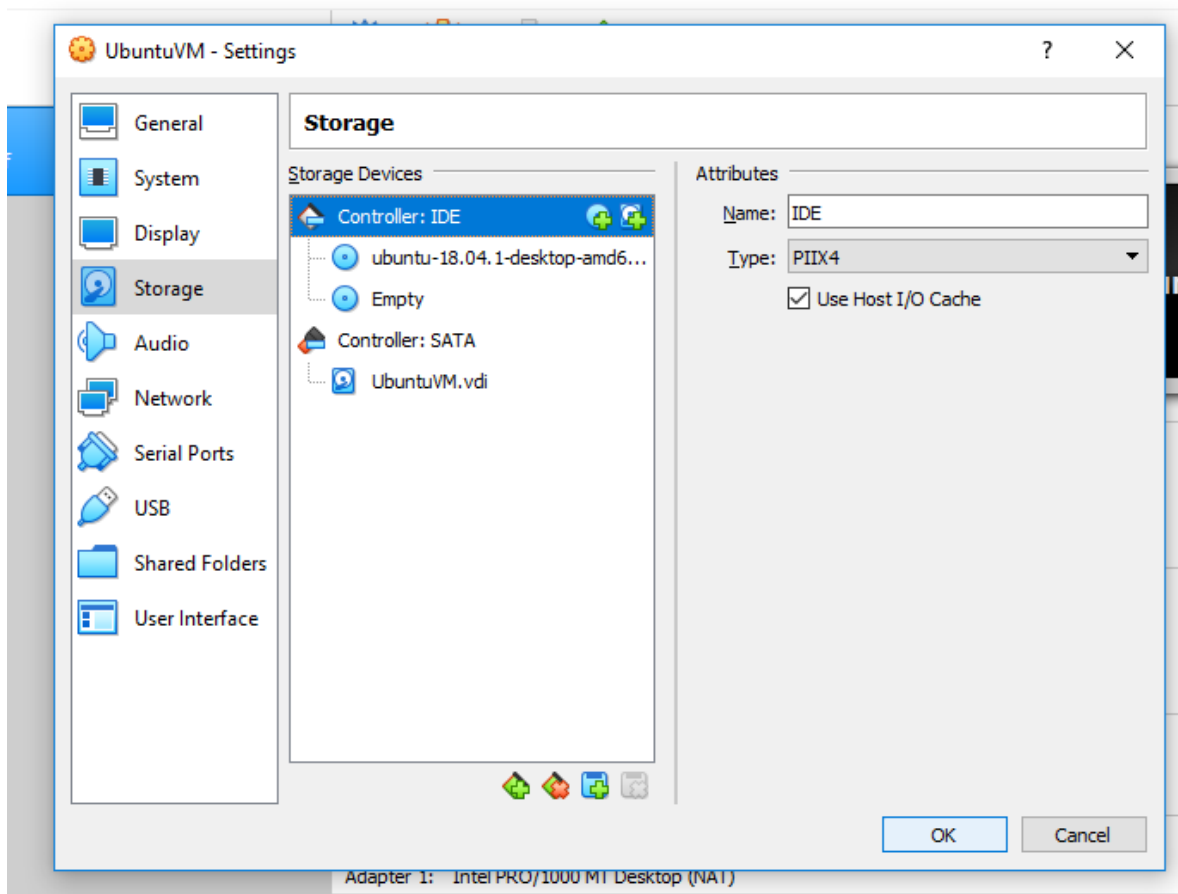 UbuntuVM - Settings
?
General
System
Display
Storage
Audio
Network
Serial Ports
USB
Shared Folders
User Interface
Storage
Storage Devices
Controller: IDE
ubuntu-18.04.1-desktop-amd6...
Empty
Controller: SATA
UbuntuVM.vdi
Attributes
Name: IDE
Type: PIIX4
Use Host I/O Cache
OK
Cancel
Adapter 1: Intel PRO/1000 MT Desktop (NAT)